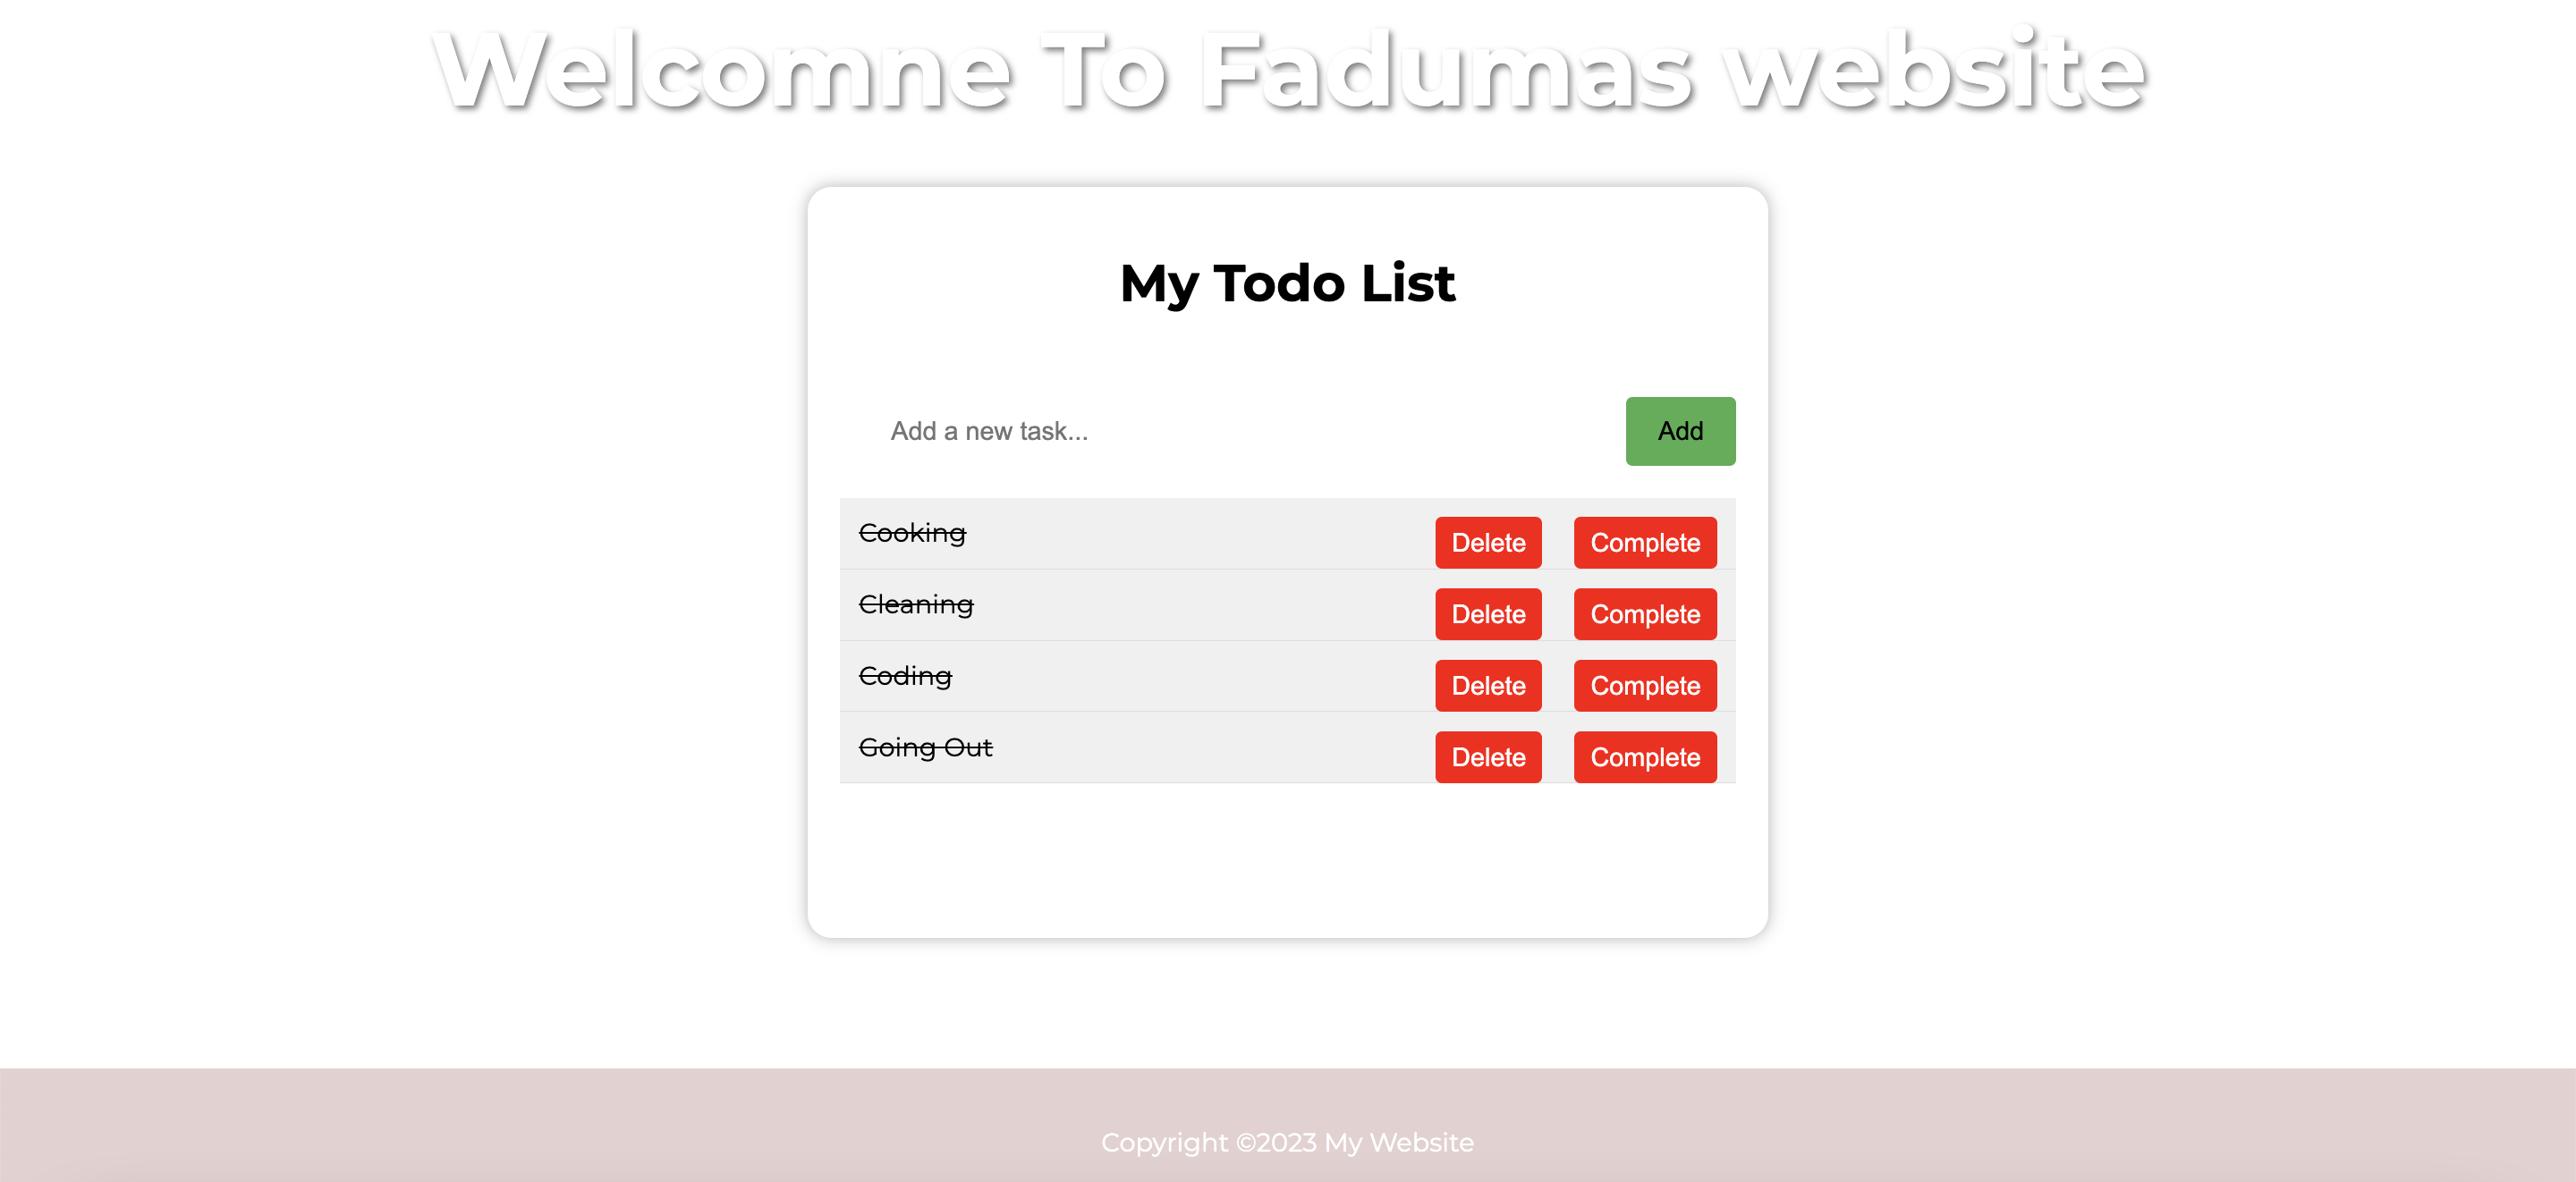 Welcomne To Fadumas website
My Todo List
Add a new task... Add
Cooking Delete Complete
Cleaning Delete Complete
Coding Delete Complete
Going Out Delete Complete
Copyright ©2023 My Website